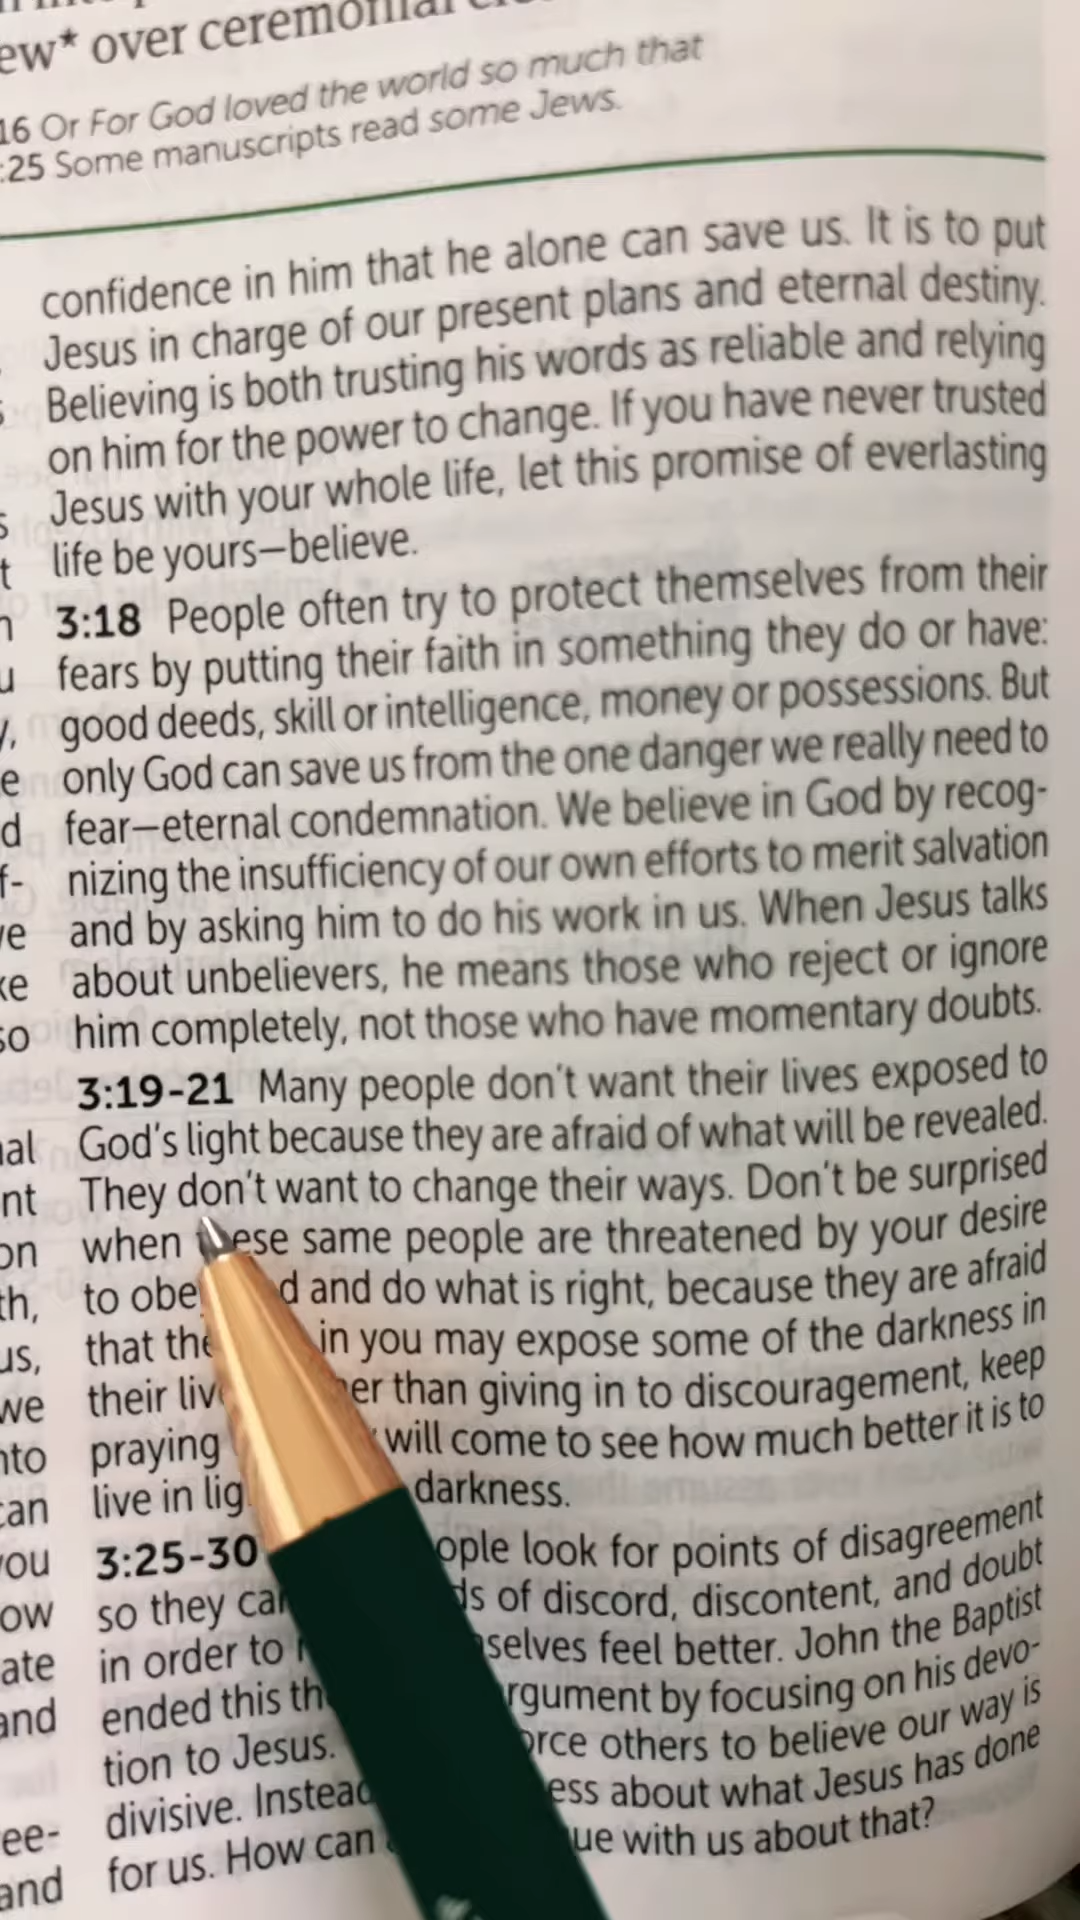 ew* over ceremonial
16 Or For God loved the world so much that
:25 Some manuscripts read some Jews.
confidence in him that he alone can save us. It is to put
Jesus in charge of our present plans and eternal destiny.
Believing is both trusting his words as reliable and relying
on him for the power to change. If you have never trusted
Jesus with your whole life, let this promise of everlasting
life be yours—believe.
3:18 People often try to protect themselves from their
fears by putting their faith in something they do or have:
good deeds, skill or intelligence, money or possessions. But
only God can save us from the one danger we really need to
fear—eternal condemnation. We believe in God by recog-
nizing the insufficiency of our own efforts to merit salvation
and by asking him to do his work in us. When Jesus talks
about unbelievers, he means those who reject or ignore
him completely, not those who have momentary doubts.
3:19-21 Many people don't want their lives exposed to
God's light because they are afraid of what will be revealed.
They don't want to change their ways. Don't be surprised
when ese same people are threatened by your desire
to obe d and do what is right, because they are afraid
that the in you may expose some of the darkness in
their liv er than giving in to discouragement, keep
praying will come to see how much better it is to
live in lig darkness.
3:25-30 ople look for points of disagreement
so they can ds of discord, discontent, and doubt
in order to selves feel better. John the Baptist
ended this th rgument by focusing on his devo-
tion to Jesus. orce others to believe our way is
divisive. Instead ess about what Jesus has done
for us. How can ue with us about that?